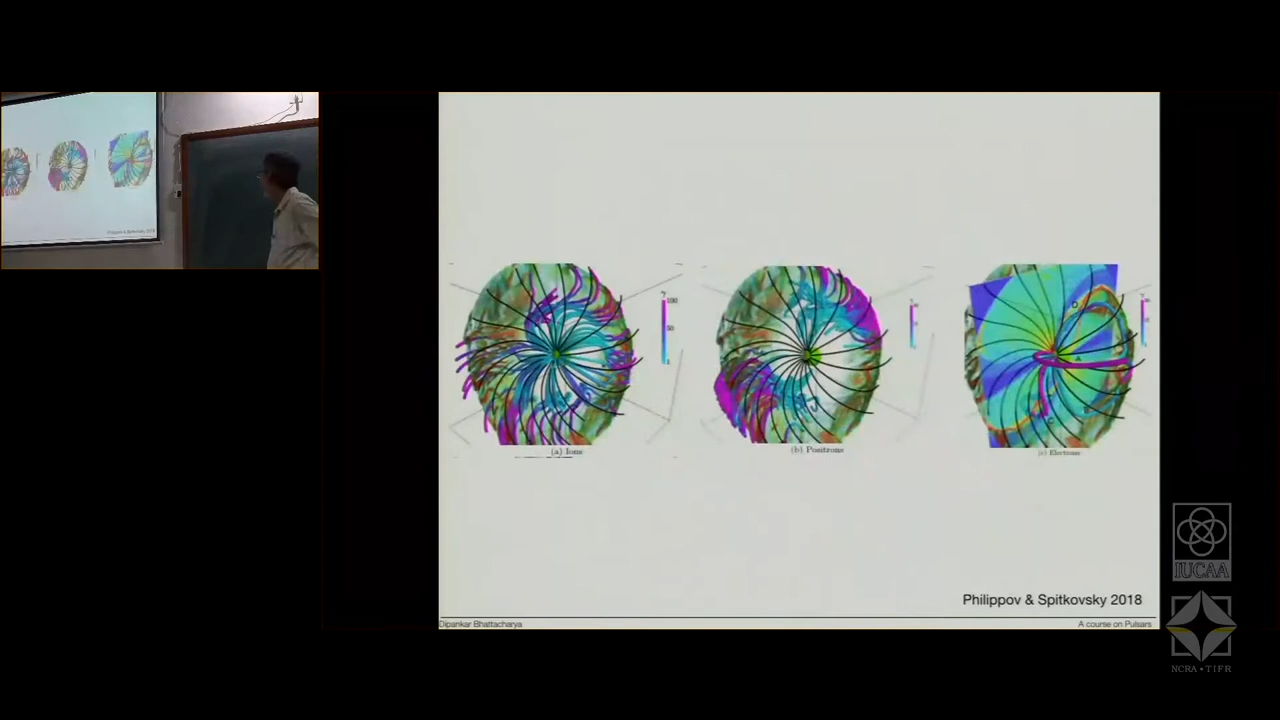 (a) Ions
(b) Positrons
(c) Electrons
Philippov & Spitkovsky 2018
Dipankar Bhattacharya
A course on Pulsars
IUCAA
NCRA • TIFR